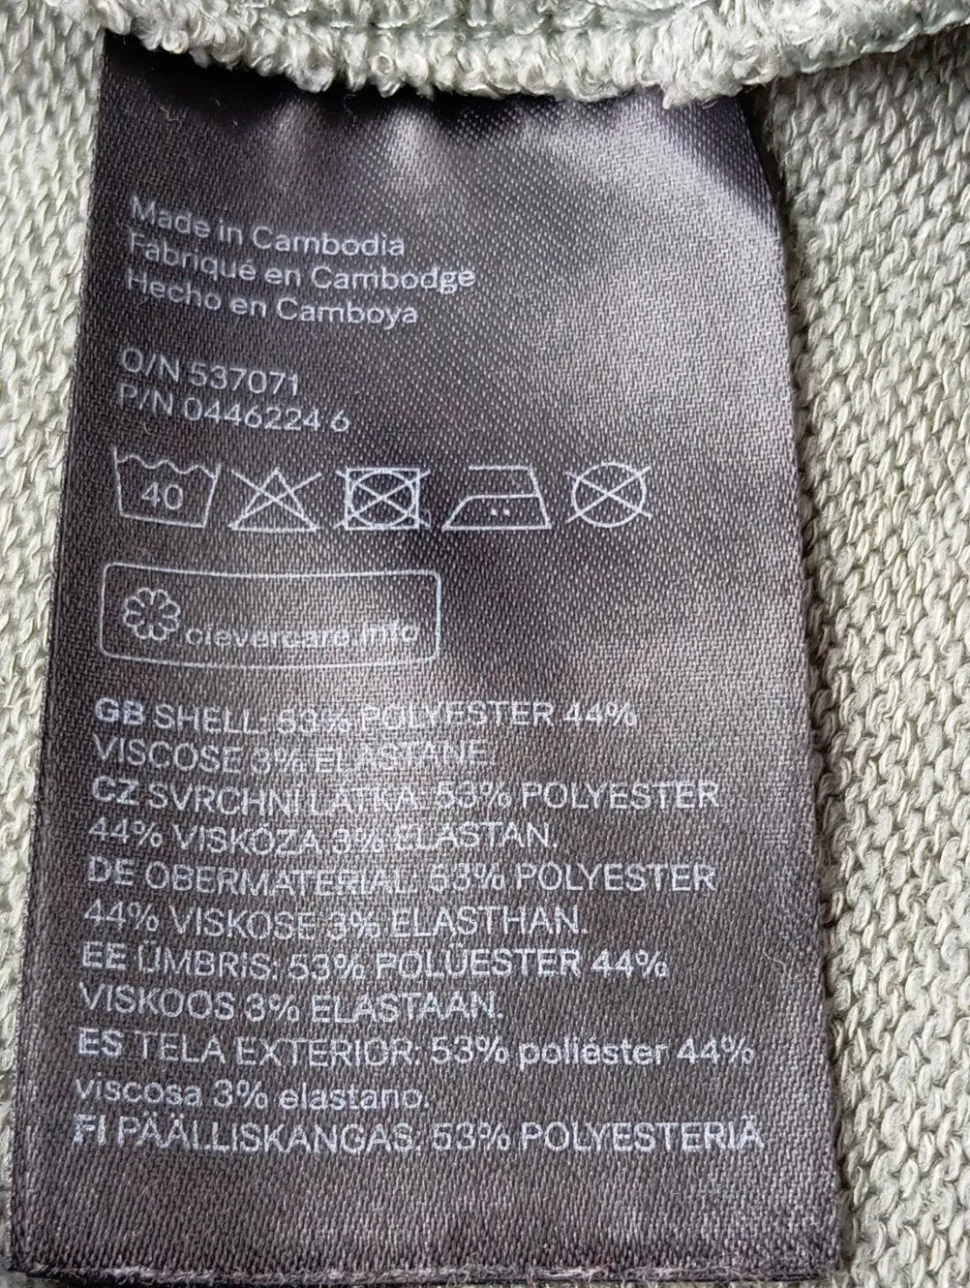 Made in Cambodia
Fabriqué en Cambodge
Hecho en Camboya
O/N 537071
P/N 0446224 6
40
clevercare.info
GB SHELL: 53% POLYESTER 44%
VISCOSE 3% ELASTANE.
CZ SVRCHNÍ LÁTKA: 53% POLYESTER
44% VISKÓZA 3% ELASTAN.
DE OBERMATERIAL: 53% POLYESTER
44% VISKOSE 3% ELASTHAN.
EE ÜMBRIS: 53% POLÜESTER 44%
VISKOOS 3% ELASTAAN.
ES TELA EXTERIOR: 53% poliéster 44%
viscosa 3% elastano.
FI PÄÄLLISKANGAS: 53% POLYESTERIÄ